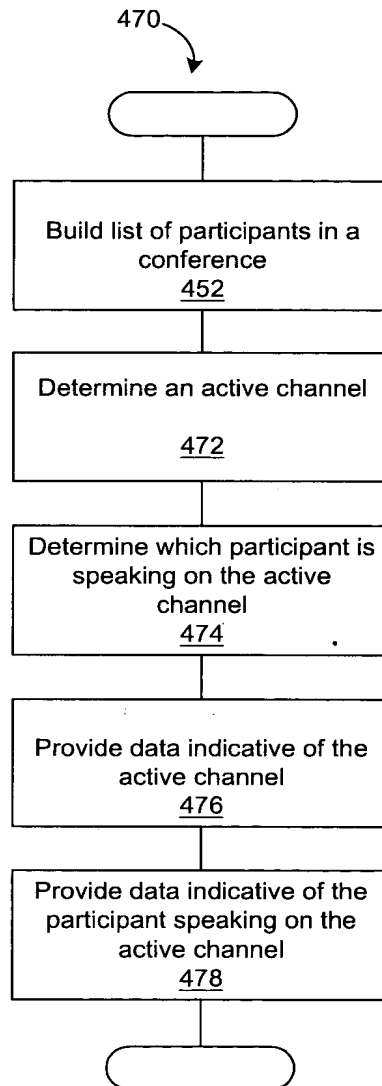 470
Build list of participants in a
conference
452
Determine an active channel
472
Determine which participant is
speaking on the active
channel
474
Provide data indicative of the
active channel
476
Provide data indicative of the
participant speaking on the
active channel
478